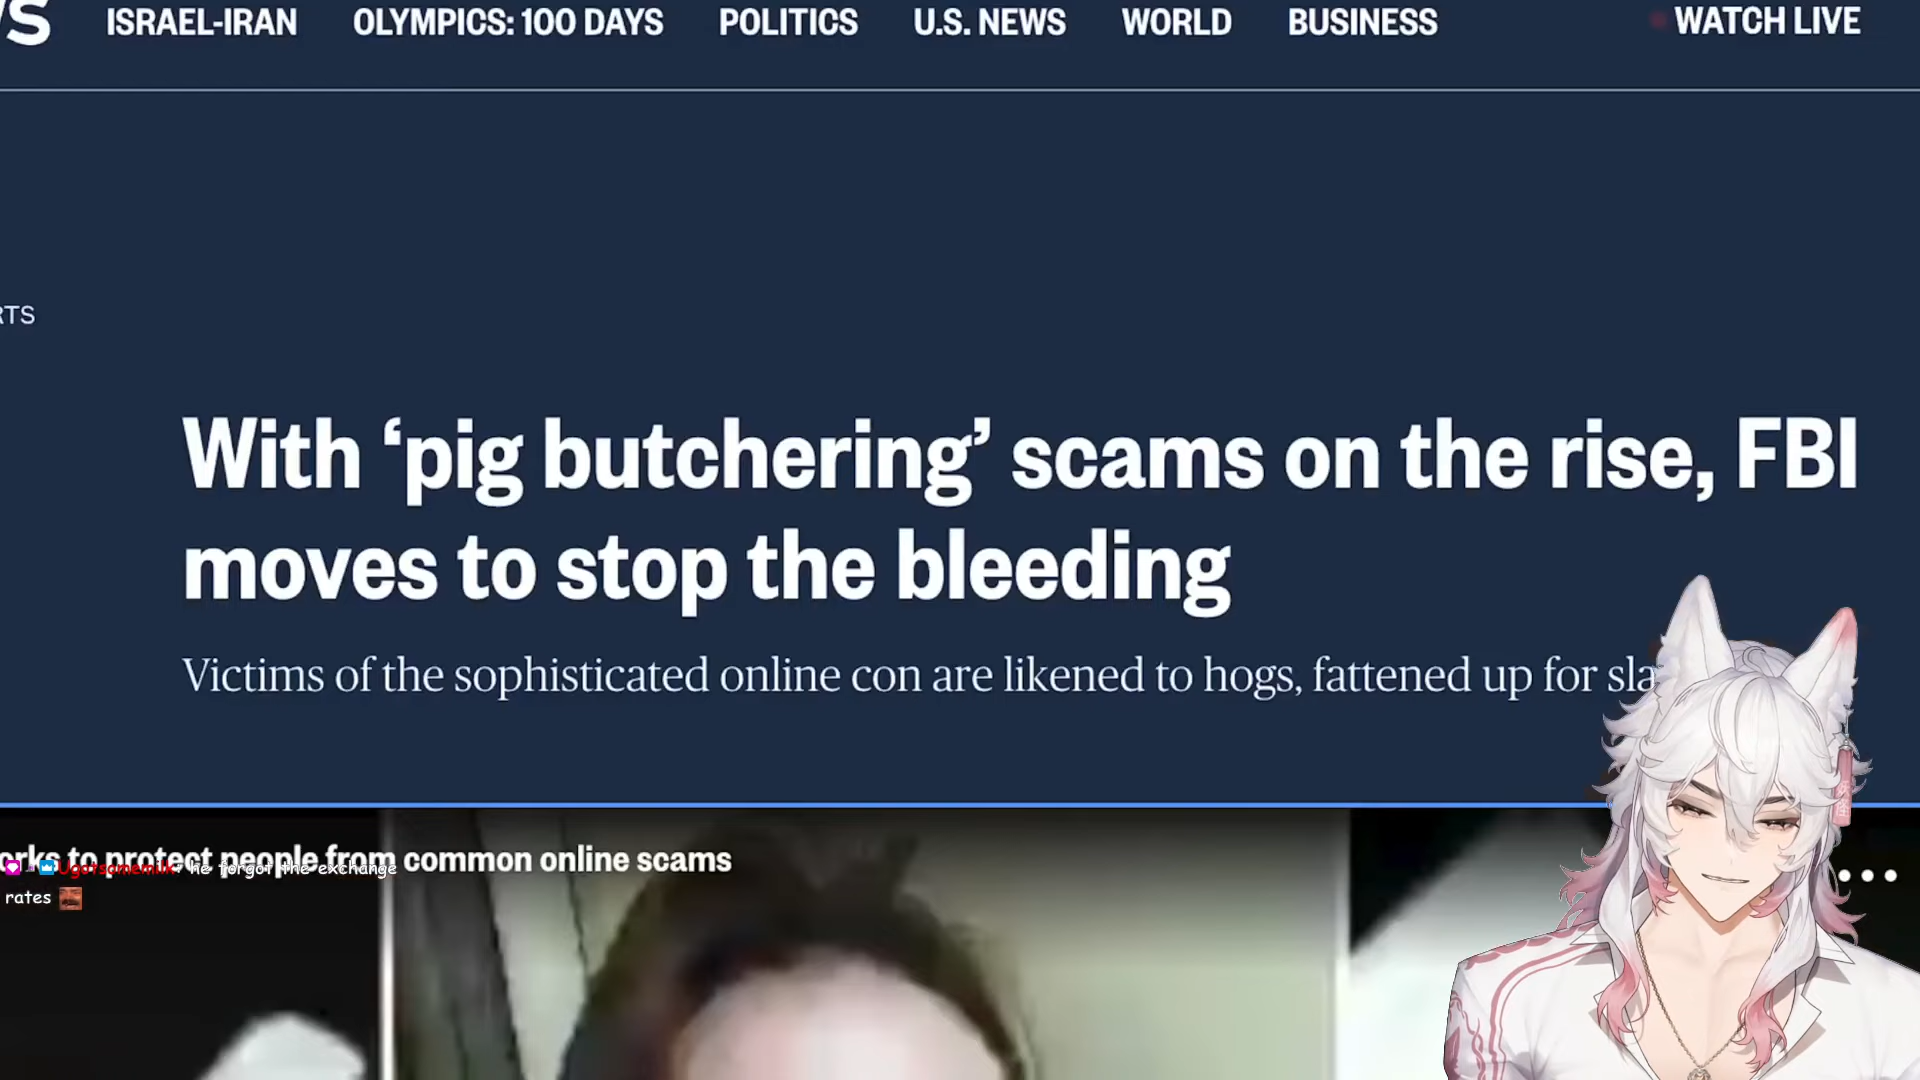 S ISRAEL-IRAN OLYMPICS: 100 DAYS POLITICS U.S. NEWS WORLD BUSINESS WATCH LIVE
RTS
With ‘pig butchering’ scams on the rise, FBI
moves to stop the bleeding
Victims of the sophisticated online con are likened to hogs, fattened up for sla
orks to protect people from common online scams
Ugotsomemilk: he forgot the exchange
rates